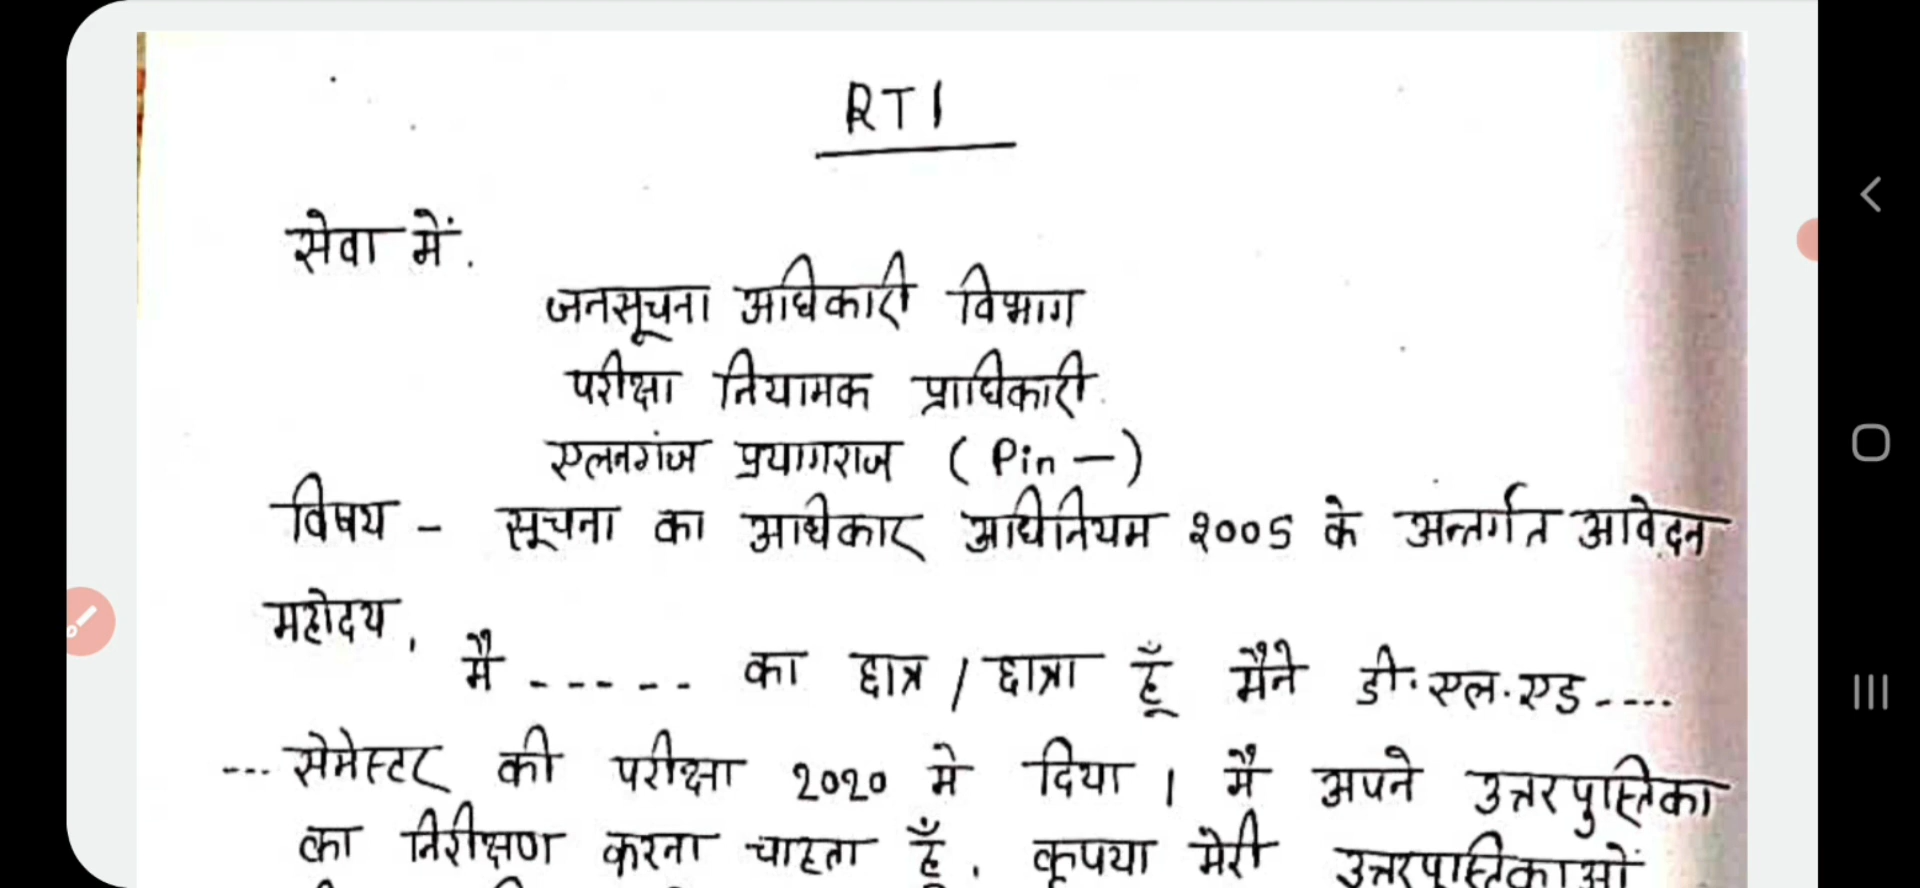 RTI
सेवा में.
जनसूचना अधिकारी विभाग
परीक्षा नियामक प्राधिकारी
एलनगंज प्रयागराज ( Pin - )
विषय - सूचना का अधिकार अधिनियम 2005 के अन्तर्गत आवेदन
महोदय,
मै ------ का छात्र / छात्रा हूँ मैने डी.एल.एड ----
--- सेमेस्टर की परीक्षा 2020 मे दिया । मै अपने उत्तरपुस्तिका
का निरीक्षण करना चाहता हूँ, कृपया मेरी उत्तरपुस्तिकाओं